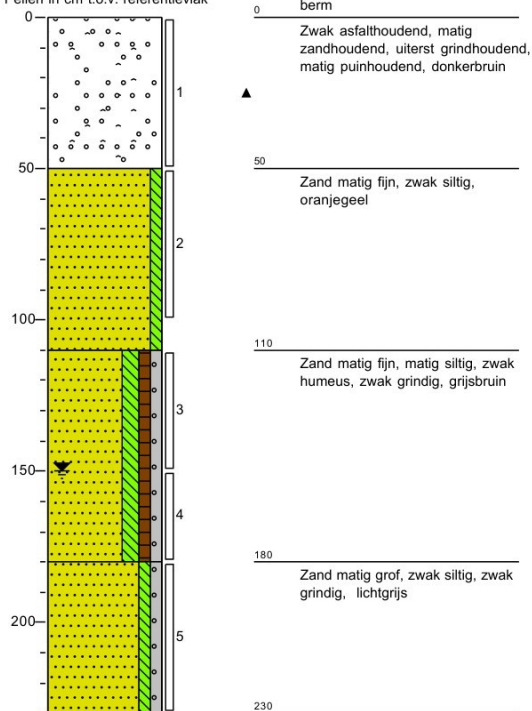 Peilen in cm t.o.v. referentievlak
0
50
100
150
200
1
2
3
4
5
0
berm
Zwak asfalthoudend, matig
zandhoudend, uiterst grindhoudend,
matig puinhoudend, donkerbruin
50
Zand matig fijn, zwak siltig,
oranjegeel
110
Zand matig fijn, matig siltig, zwak
humeus, zwak grindig, grijsbruin
180
Zand matig grof, zwak siltig, zwak
grindig, lichtgrijs
230